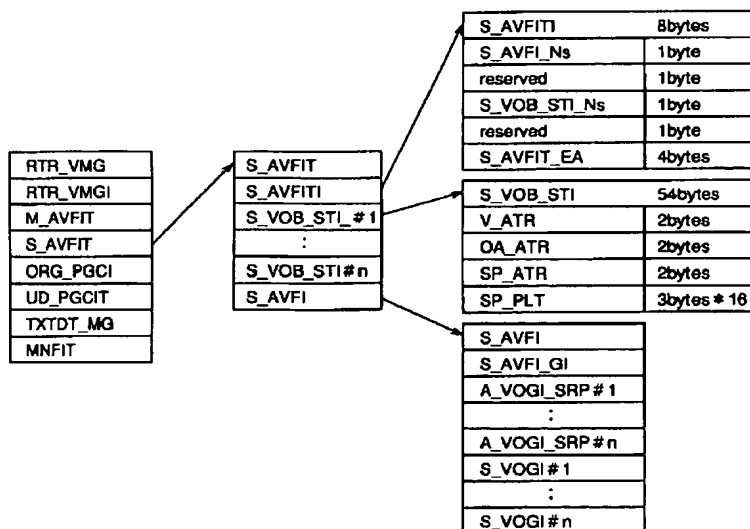 RTR_VMG
RTR_VMGI
M_AVFIT
S_AVFIT
ORG_PGCI
UD_PGCIT
TXTDT_MG
MNFIT
S_AVFIT
S_AVFITI
S_VOB_STI_#1
:
S_VOB_STI#n
S_AVFI
S_AVFITI 8bytes
S_AVFI_Ns 1byte
reserved 1byte
S_VOB_STI_Ns 1byte
reserved 1byte
S_AVFIT_EA 4bytes
S_VOB_STI 54bytes
V_ATR 2bytes
OA_ATR 2bytes
SP_ATR 2bytes
SP_PLT 3bytes*16
S_AVFI
S_AVFI_GI
A_VOGI_SRP#1
:
A_VOGI_SRP#n
S_VOGI#1
:
S_VOGI#n